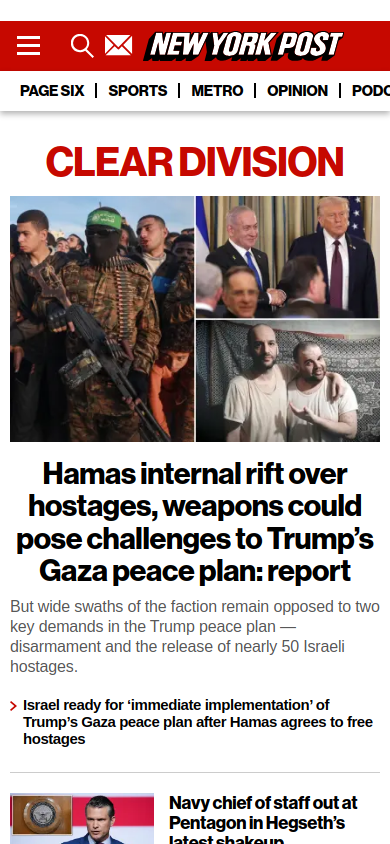 NEW YORK POST
PAGE SIX
SPORTS
METRO
OPINION
PODC
CLEAR DIVISION
Hamas internal rift over
hostages, weapons could
pose challenges to Trump’s
Gaza peace plan: report
But wide swaths of the faction remain opposed to two
key demands in the Trump peace plan —
disarmament and the release of nearly 50 Israeli
hostages.
Israel ready for ‘immediate implementation’ of
Trump’s Gaza peace plan after Hamas agrees to free
hostages
Navy chief of staff out at
Pentagon in Hegseth’s
latest shakeup